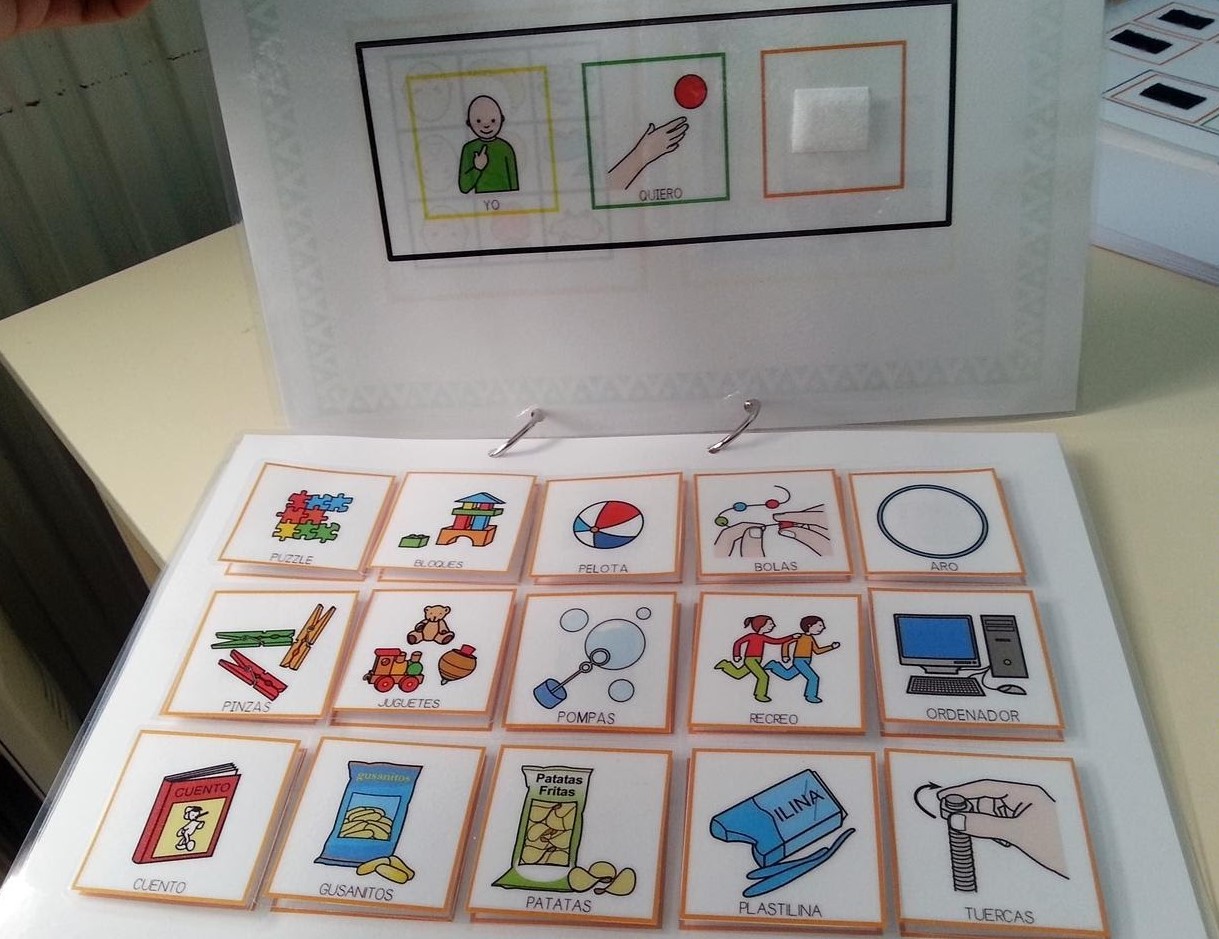 YO
QUIERO
PUZZLE
BLOQUES
PELOTA
BOLAS
ARO
PINZAS
JUGUETES
POMPAS
RECREO
ORDENADOR
CUENTO
CUENTO
gusanitos
GUSANITOS
Patatas
Fritas
PATATAS
ILINA
PLASTILINA
TUERCAS